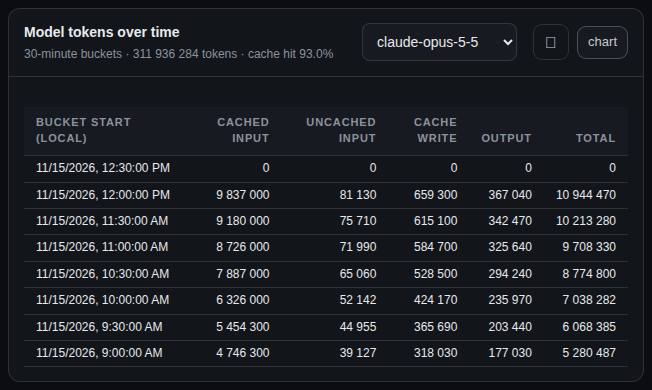 Model tokens over time
30-minute buckets · 311 936 284 tokens · cache hit 93.0%
claude-opus-5-5
chart
BUCKET START (LOCAL) CACHED INPUT UNCACHED INPUT CACHE WRITE OUTPUT TOTAL
11/15/2026, 12:30:00 PM 0 0 0 0 0
11/15/2026, 12:00:00 PM 9 837 000 81 130 659 300 367 040 10 944 470
11/15/2026, 11:30:00 AM 9 180 000 75 710 615 100 342 470 10 213 280
11/15/2026, 11:00:00 AM 8 726 000 71 990 584 700 325 640 9 708 330
11/15/2026, 10:30:00 AM 7 887 000 65 060 528 500 294 240 8 774 800
11/15/2026, 10:00:00 AM 6 326 000 52 142 424 170 235 970 7 038 282
11/15/2026, 9:30:00 AM 5 454 300 44 955 365 690 203 440 6 068 385
11/15/2026, 9:00:00 AM 4 746 300 39 127 318 030 177 030 5 280 487